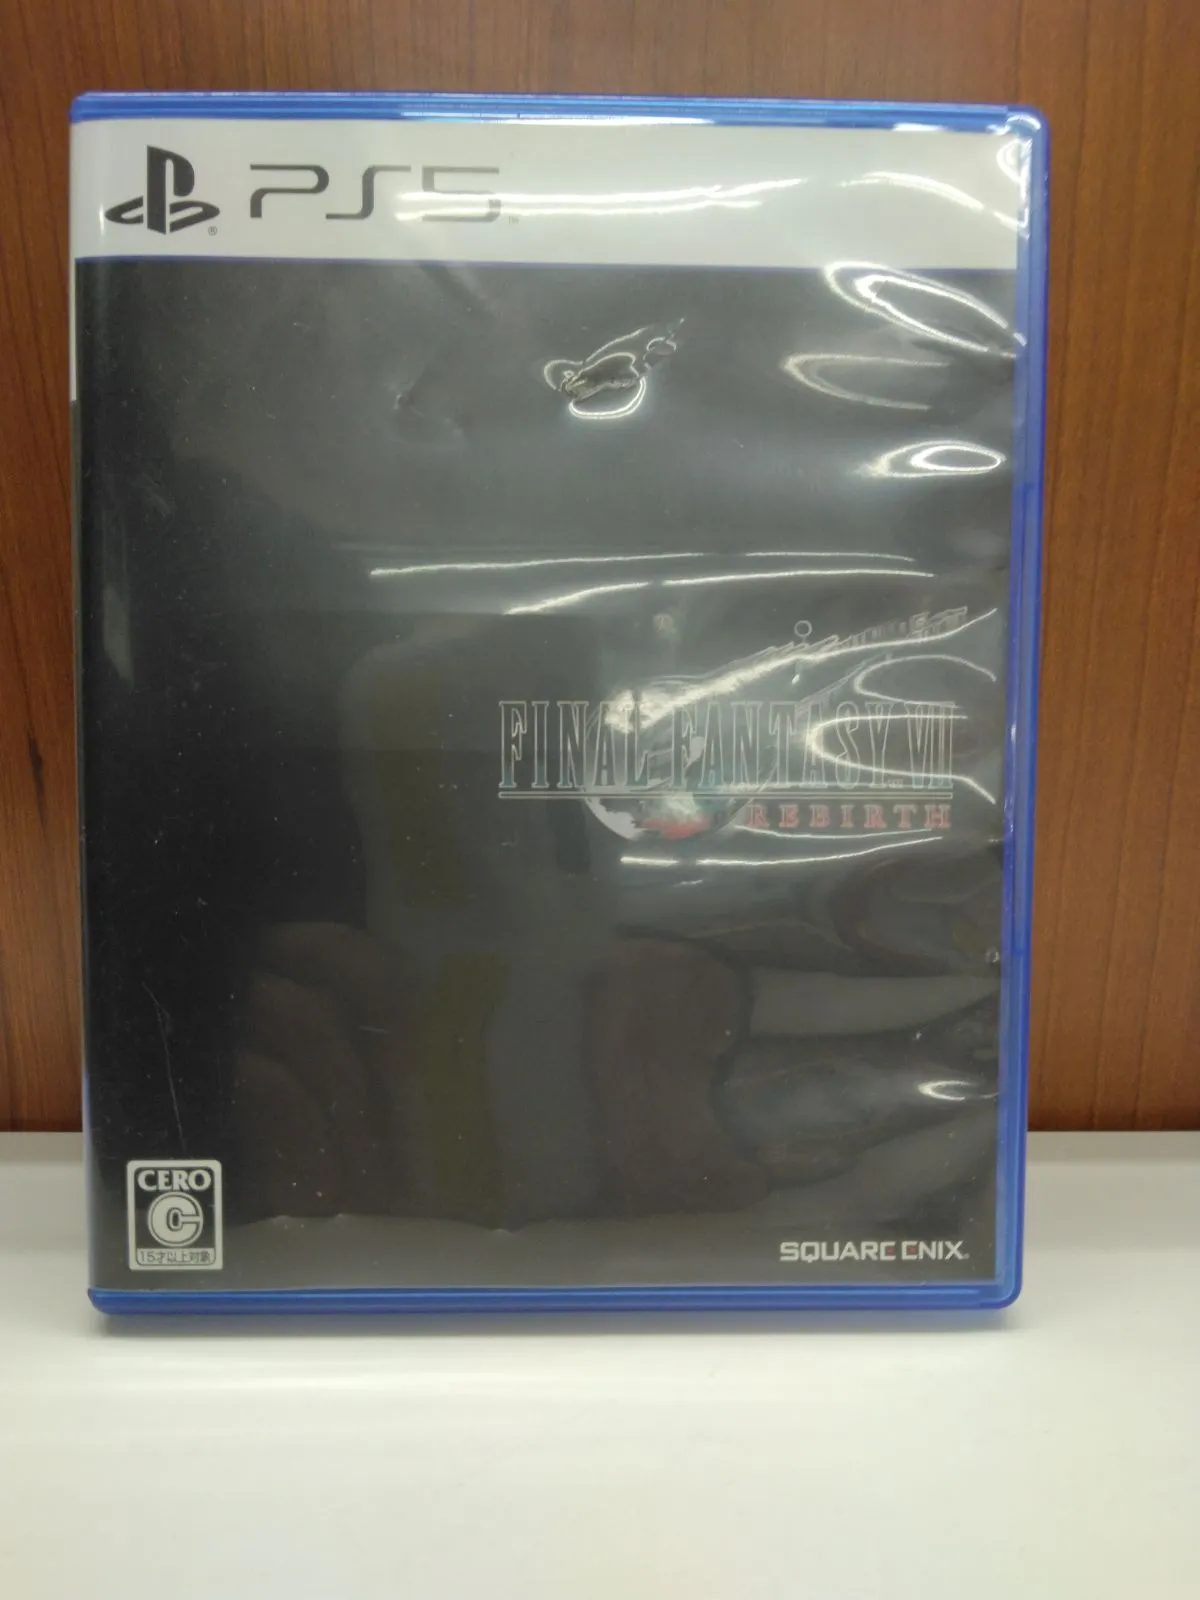 PS5
FINAL FANTASY VII
REBIRTH
CERO
C
15才以上対象
SQUARE ENIX